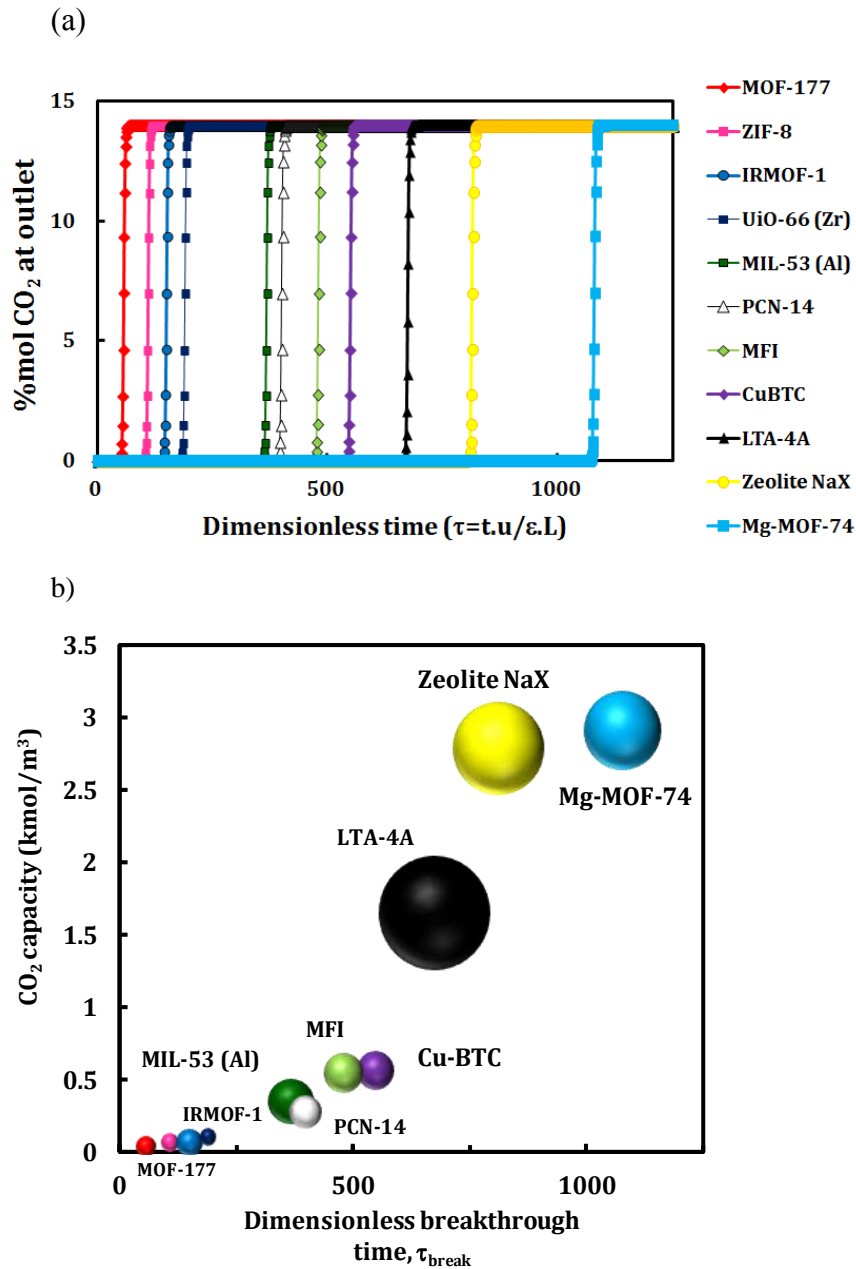 (a)
15
10
5
0
0
500
1000
%mol CO₂ at outlet
Dimensionless time (τ=t.u/ε.L)
MOF-177
ZIF-8
IRMOF-1
UiO-66 (Zr)
MIL-53 (Al)
PCN-14
MFI
CuBTC
LTA-4A
Zeolite NaX
Mg-MOF-74
b)
3.5
3
2.5
2
1.5
1
0.5
0
CO₂ capacity (kmol/m³)
Zeolite NaX
Mg-MOF-74
LTA-4A
MFI
Cu-BTC
MIL-53 (Al)
IRMOF-1
PCN-14
MOF-177
0
500
1000
Dimensionless breakthrough
time, τbreak